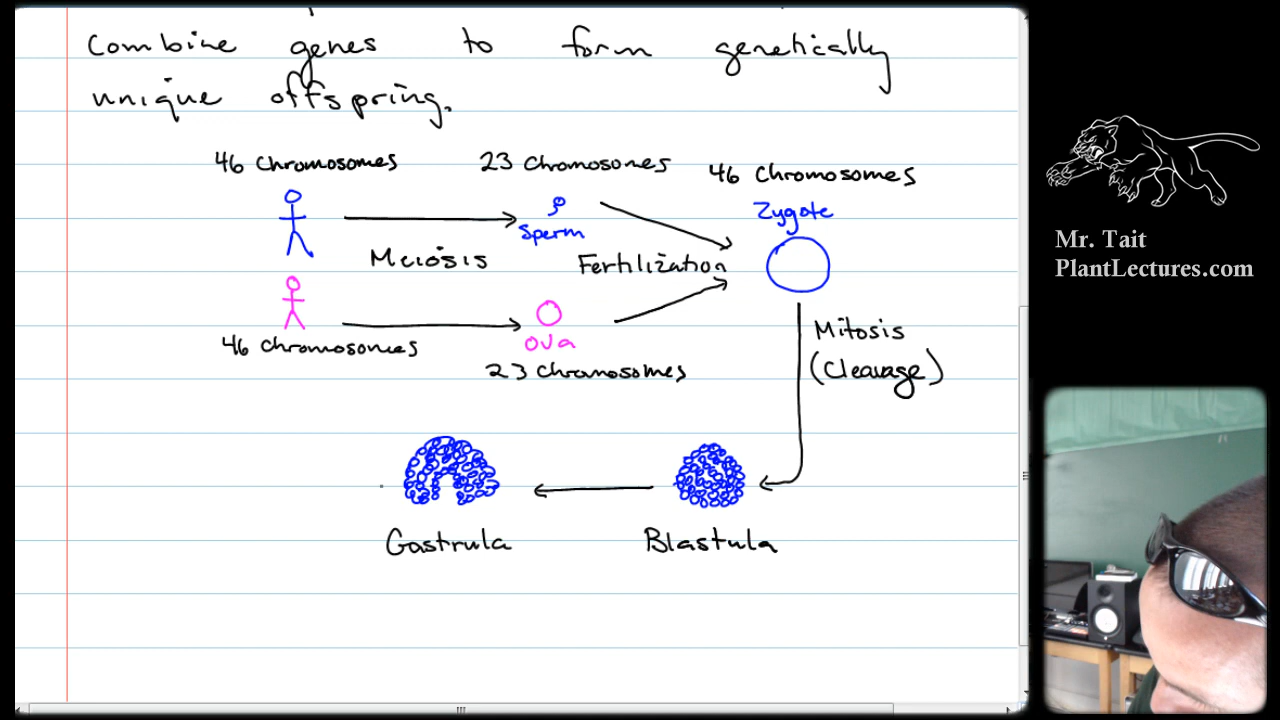 combine genes to form genetically
unique offspring.
46 Chromosomes
23 Chromosomes
46 Chromosomes
Zygote
Sperm
Meiosis
Fertilization
46 Chromosomes
Ova
23 Chromosomes
Mitosis
(Cleavage)
Gastrula
Blastula
Mr. Tait
PlantLectures.com